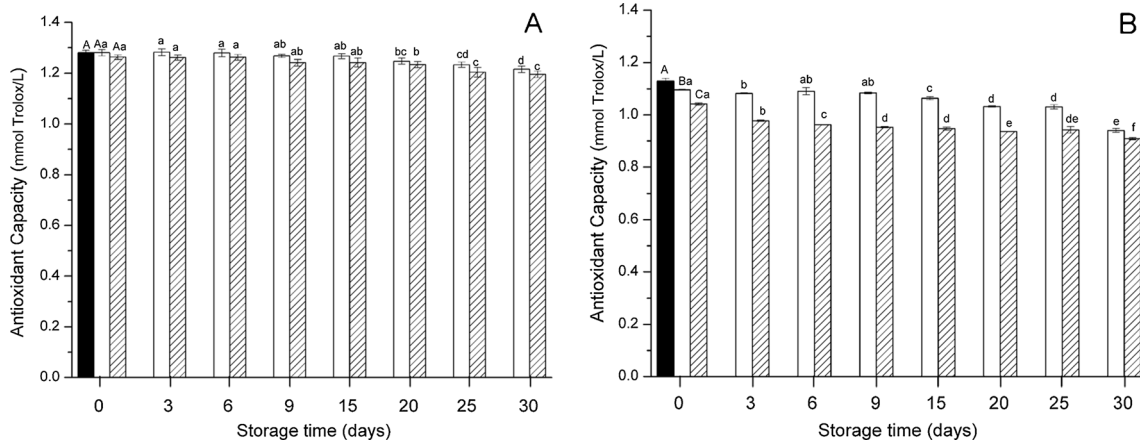 A
1.4
1.2
1.0
0.8
0.6
0.4
0.2
0.0
Antioxidant Capacity (mmol Trolox/L)
A Aa Aa a a a a ab ab ab ab bc b cd c d c
0 3 6 9 15 20 25 30
Storage time (days)
B
1.4
1.2
1.0
0.8
0.6
0.4
0.2
0.0
Antioxidant Capacity (mmol Trolox/L)
A Ba Ca b b ab c ab d c d d e d de e f
0 3 6 9 15 20 25 30
Storage time (days)